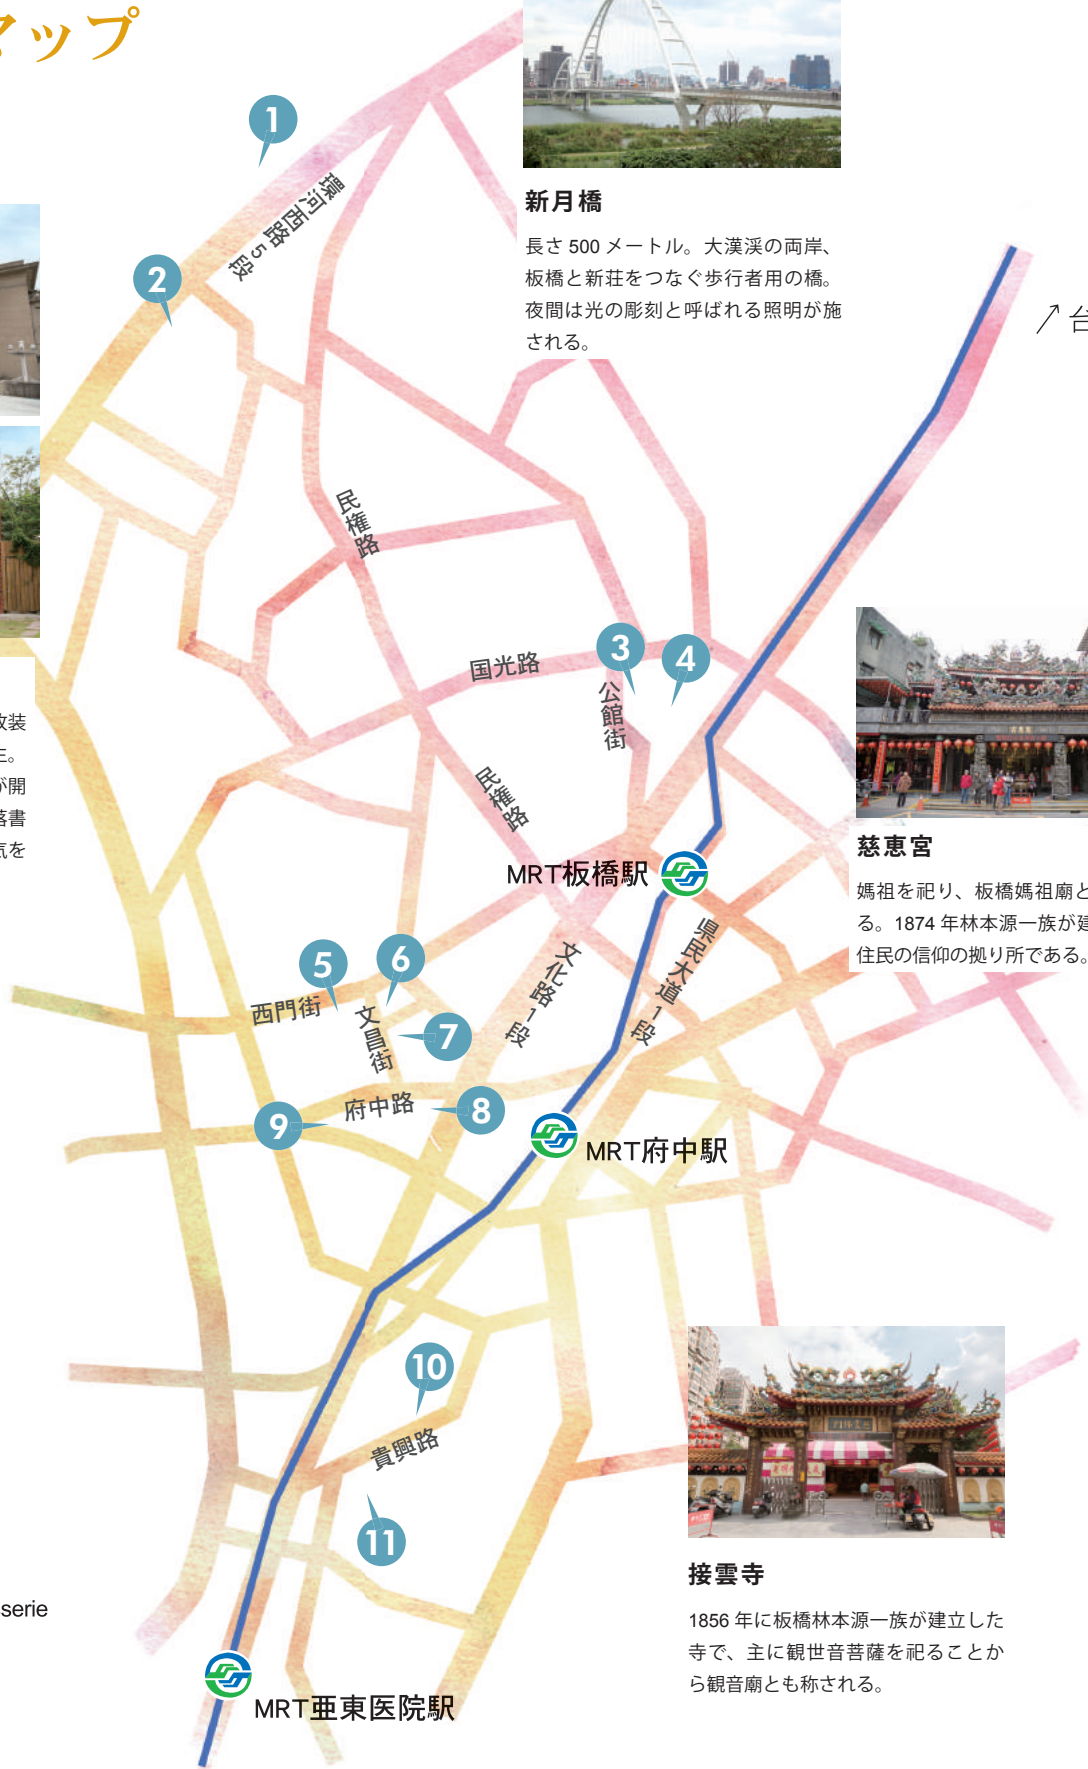 マップ
1
2
環河西路5段
新月橋
長さ 500 メートル。大漢渓の両岸、
板橋と新荘をつなぐ歩行者用の橋。
夜間は光の彫刻と呼ばれる照明が施
される。
↗台
民権路
国光路
3
4
公館街
改装
が開
落書
気を
民権路
MRT板橋駅
慈恵宮
媽祖を祀り、板橋媽祖廟と
る。1874 年林本源一族が建
住民の信仰の拠り所である。
県民大道1段
文化路1段
5
6
西門街
文昌街
7
府中路
8
9
MRT府中駅
10
貴興路
11
接雲寺
1856 年に板橋林本源一族が建立した
寺で、主に観世音菩薩を祀ることか
ら観音廟とも称される。
serie
MRT亜東医院駅